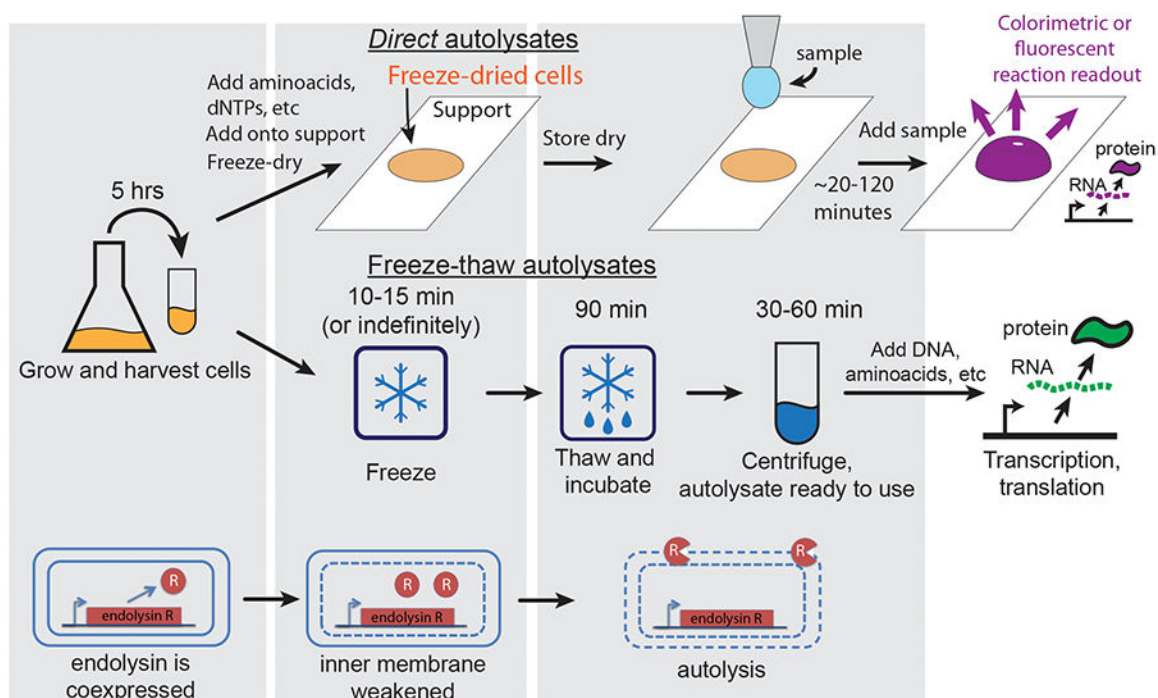 Direct autolysates
Freeze-dried cells
Add aminoacids,
dNTPs, etc
Add onto support
Freeze-dry
Support
Store dry
sample
Add sample
~20-120
minutes
Colorimetric or
fluorescent
reaction readout
protein
RNA
5 hrs
Grow and harvest cells
Freeze-thaw autolysates
10-15 min
(or indefinitely)
Freeze
90 min
Thaw and
incubate
30-60 min
Centrifuge,
autolysate ready to use
Add DNA,
aminoacids, etc
protein
RNA
Transcription,
translation
R
endolysin R
endolysin is
coexpressed
R R
endolysin R
inner membrane
weakened
R R
endolysin R
autolysis